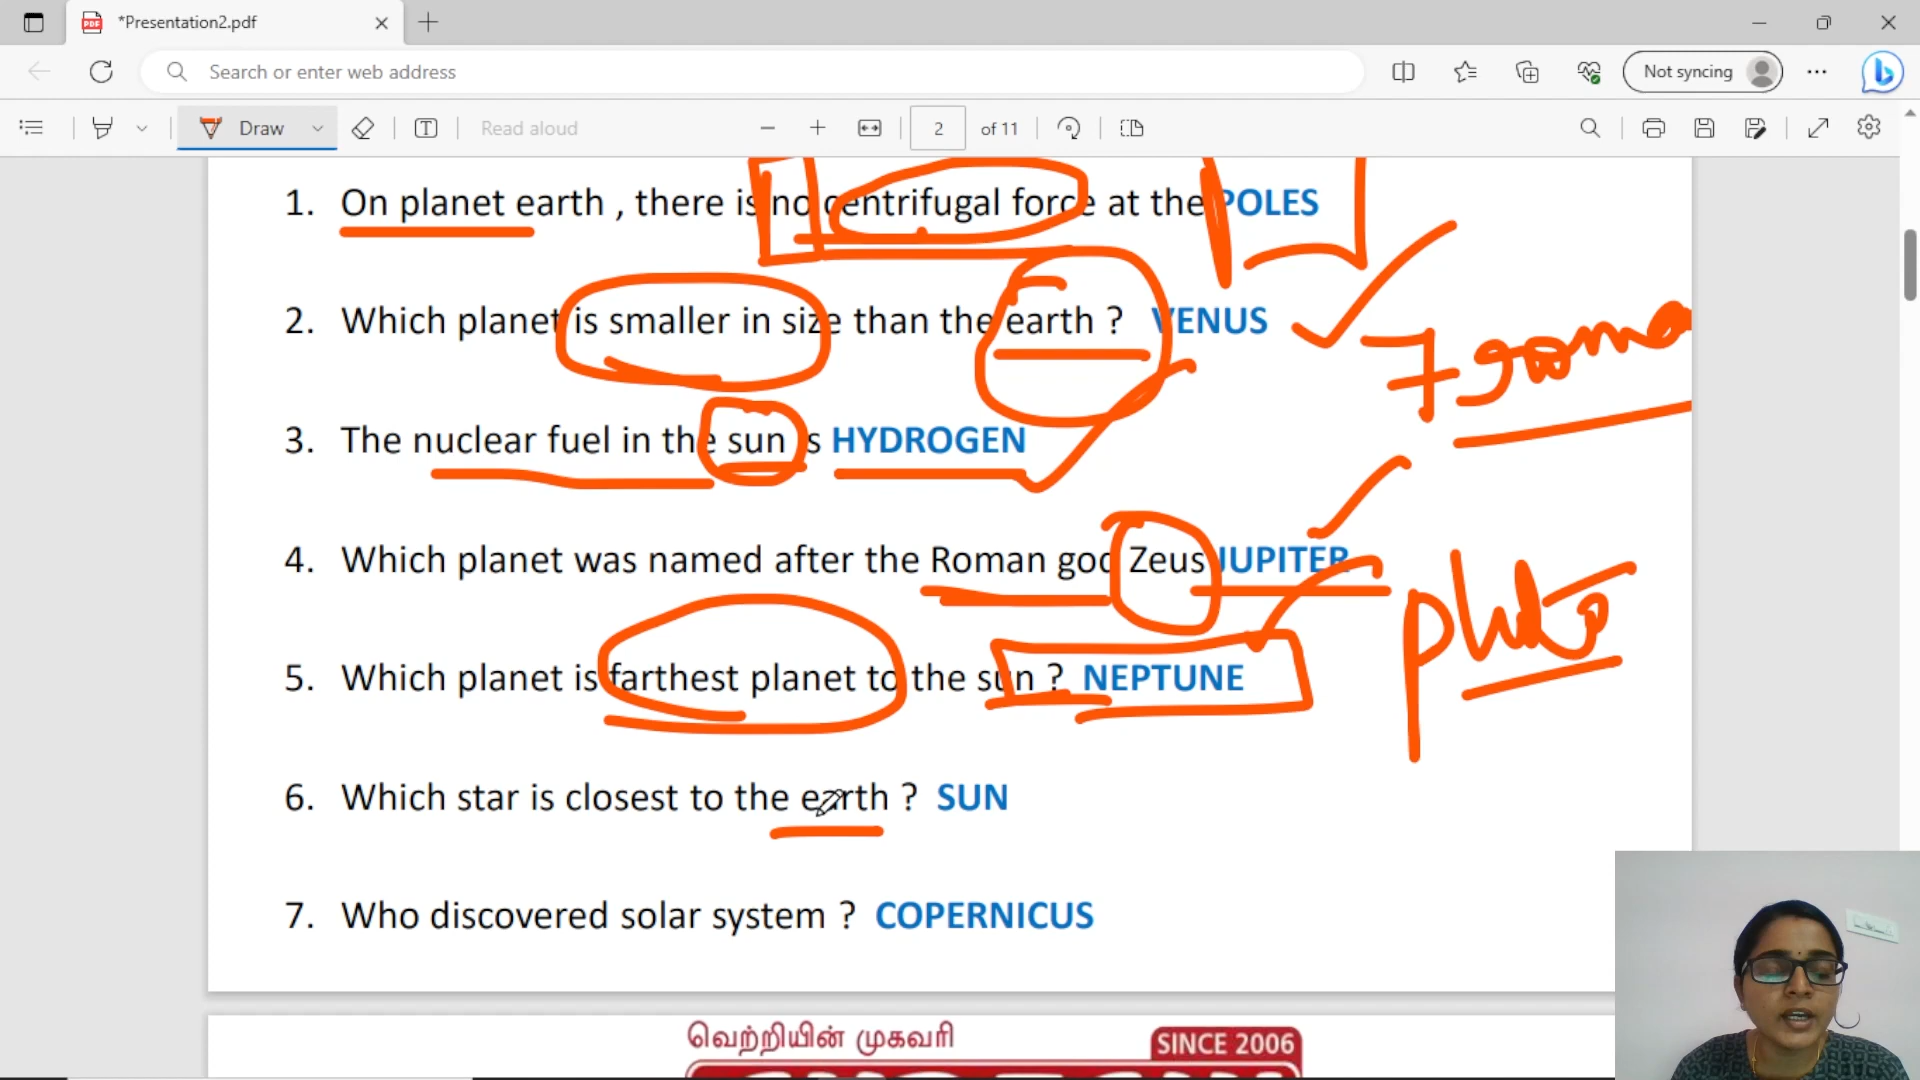 *Presentation2.pdf
Search or enter web address
Not syncing
Draw
Read aloud
2 of 11
1. On planet earth , there is no centrifugal force at the POLES
2. Which planet is smaller in size than the earth ? VENUS
7 roma
3. The nuclear fuel in the sun is HYDROGEN
4. Which planet was named after the Roman god Zeus JUPITER
pluto
5. Which planet is farthest planet to the sun ? NEPTUNE
6. Which star is closest to the earth ? SUN
7. Who discovered solar system ? COPERNICUS
வெற்றியின் முகவரி
SINCE 2006